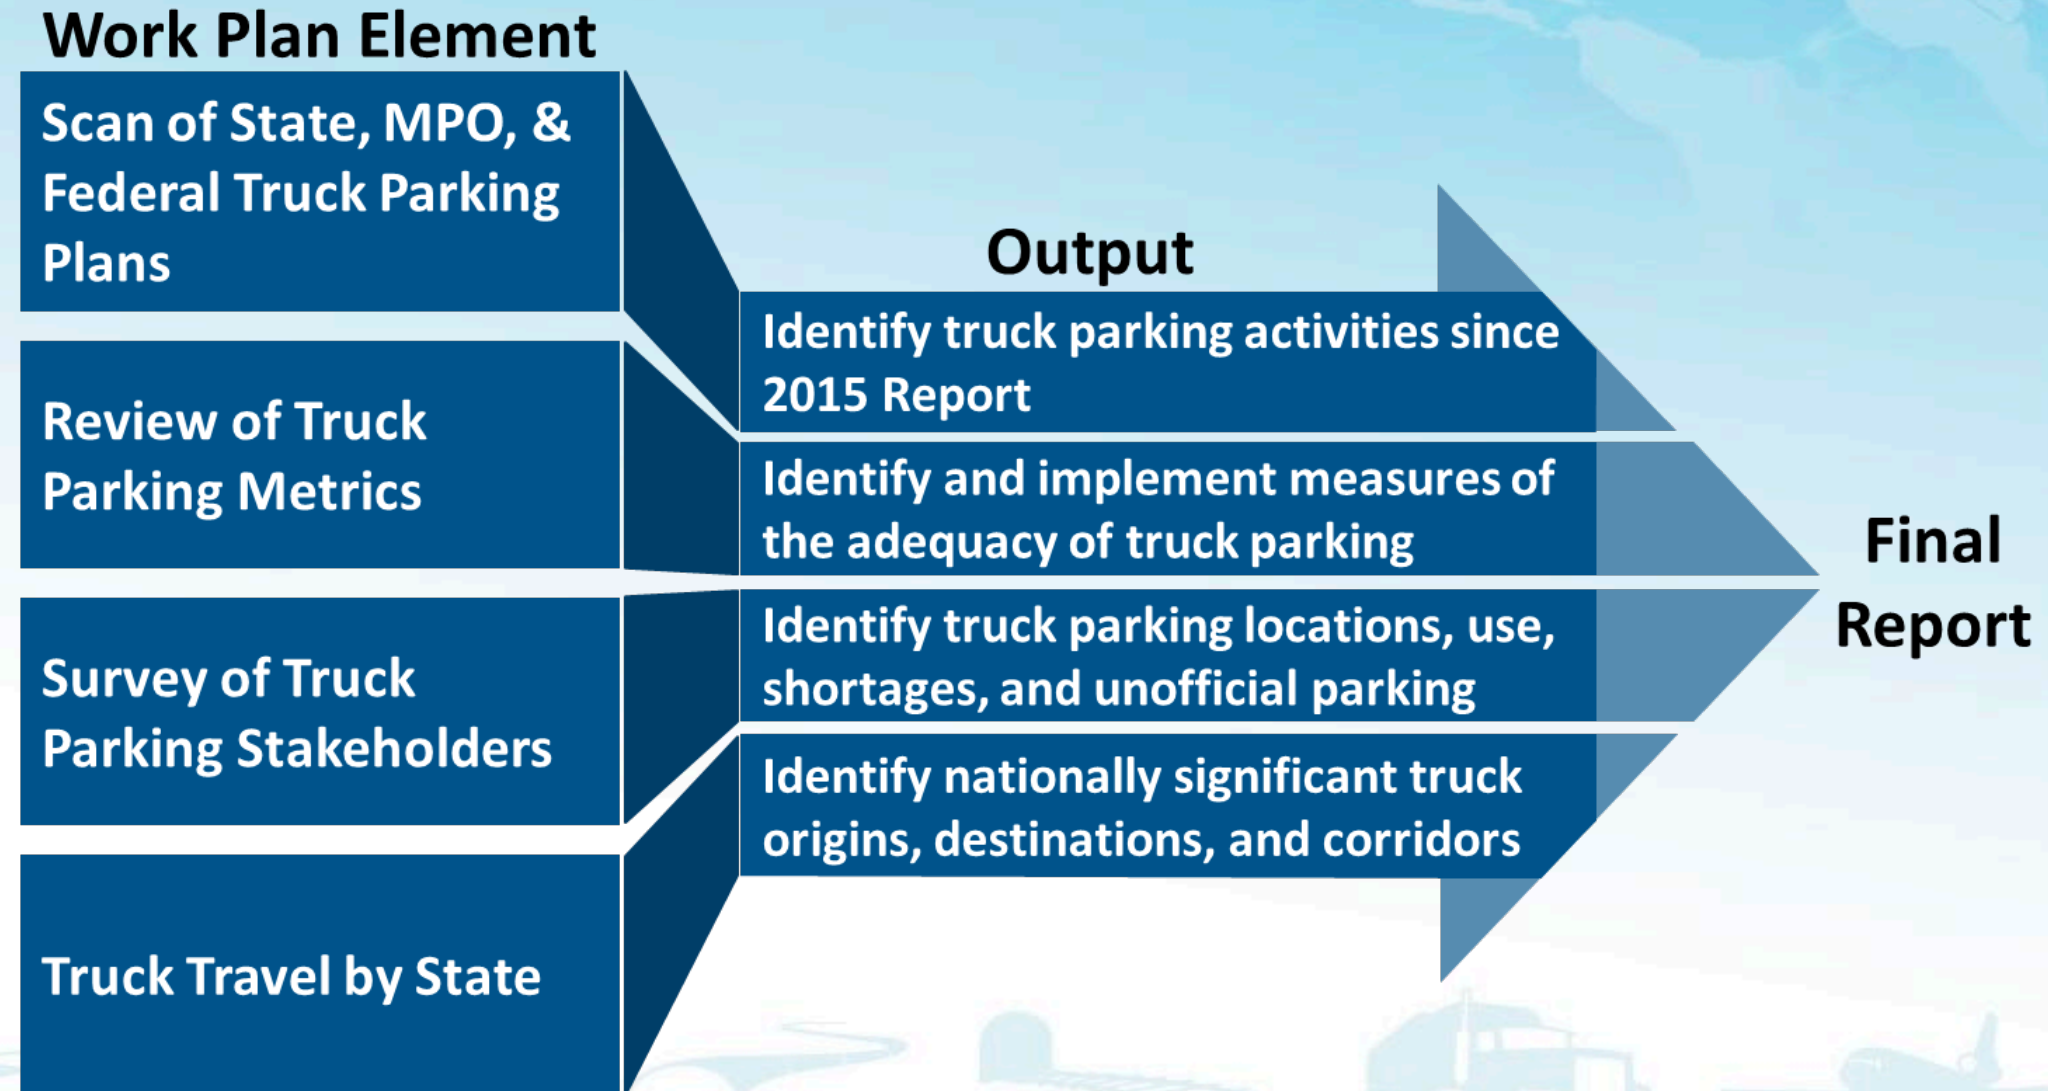 Work Plan Element
Scan of State, MPO, &
Federal Truck Parking
Plans
Review of Truck
Parking Metrics
Survey of Truck
Parking Stakeholders
Truck Travel by State
Output
Identify truck parking activities since
2015 Report
Identify and implement measures of
the adequacy of truck parking
Identify truck parking locations, use,
shortages, and unofficial parking
Identify nationally significant truck
origins, destinations, and corridors
Final
Report